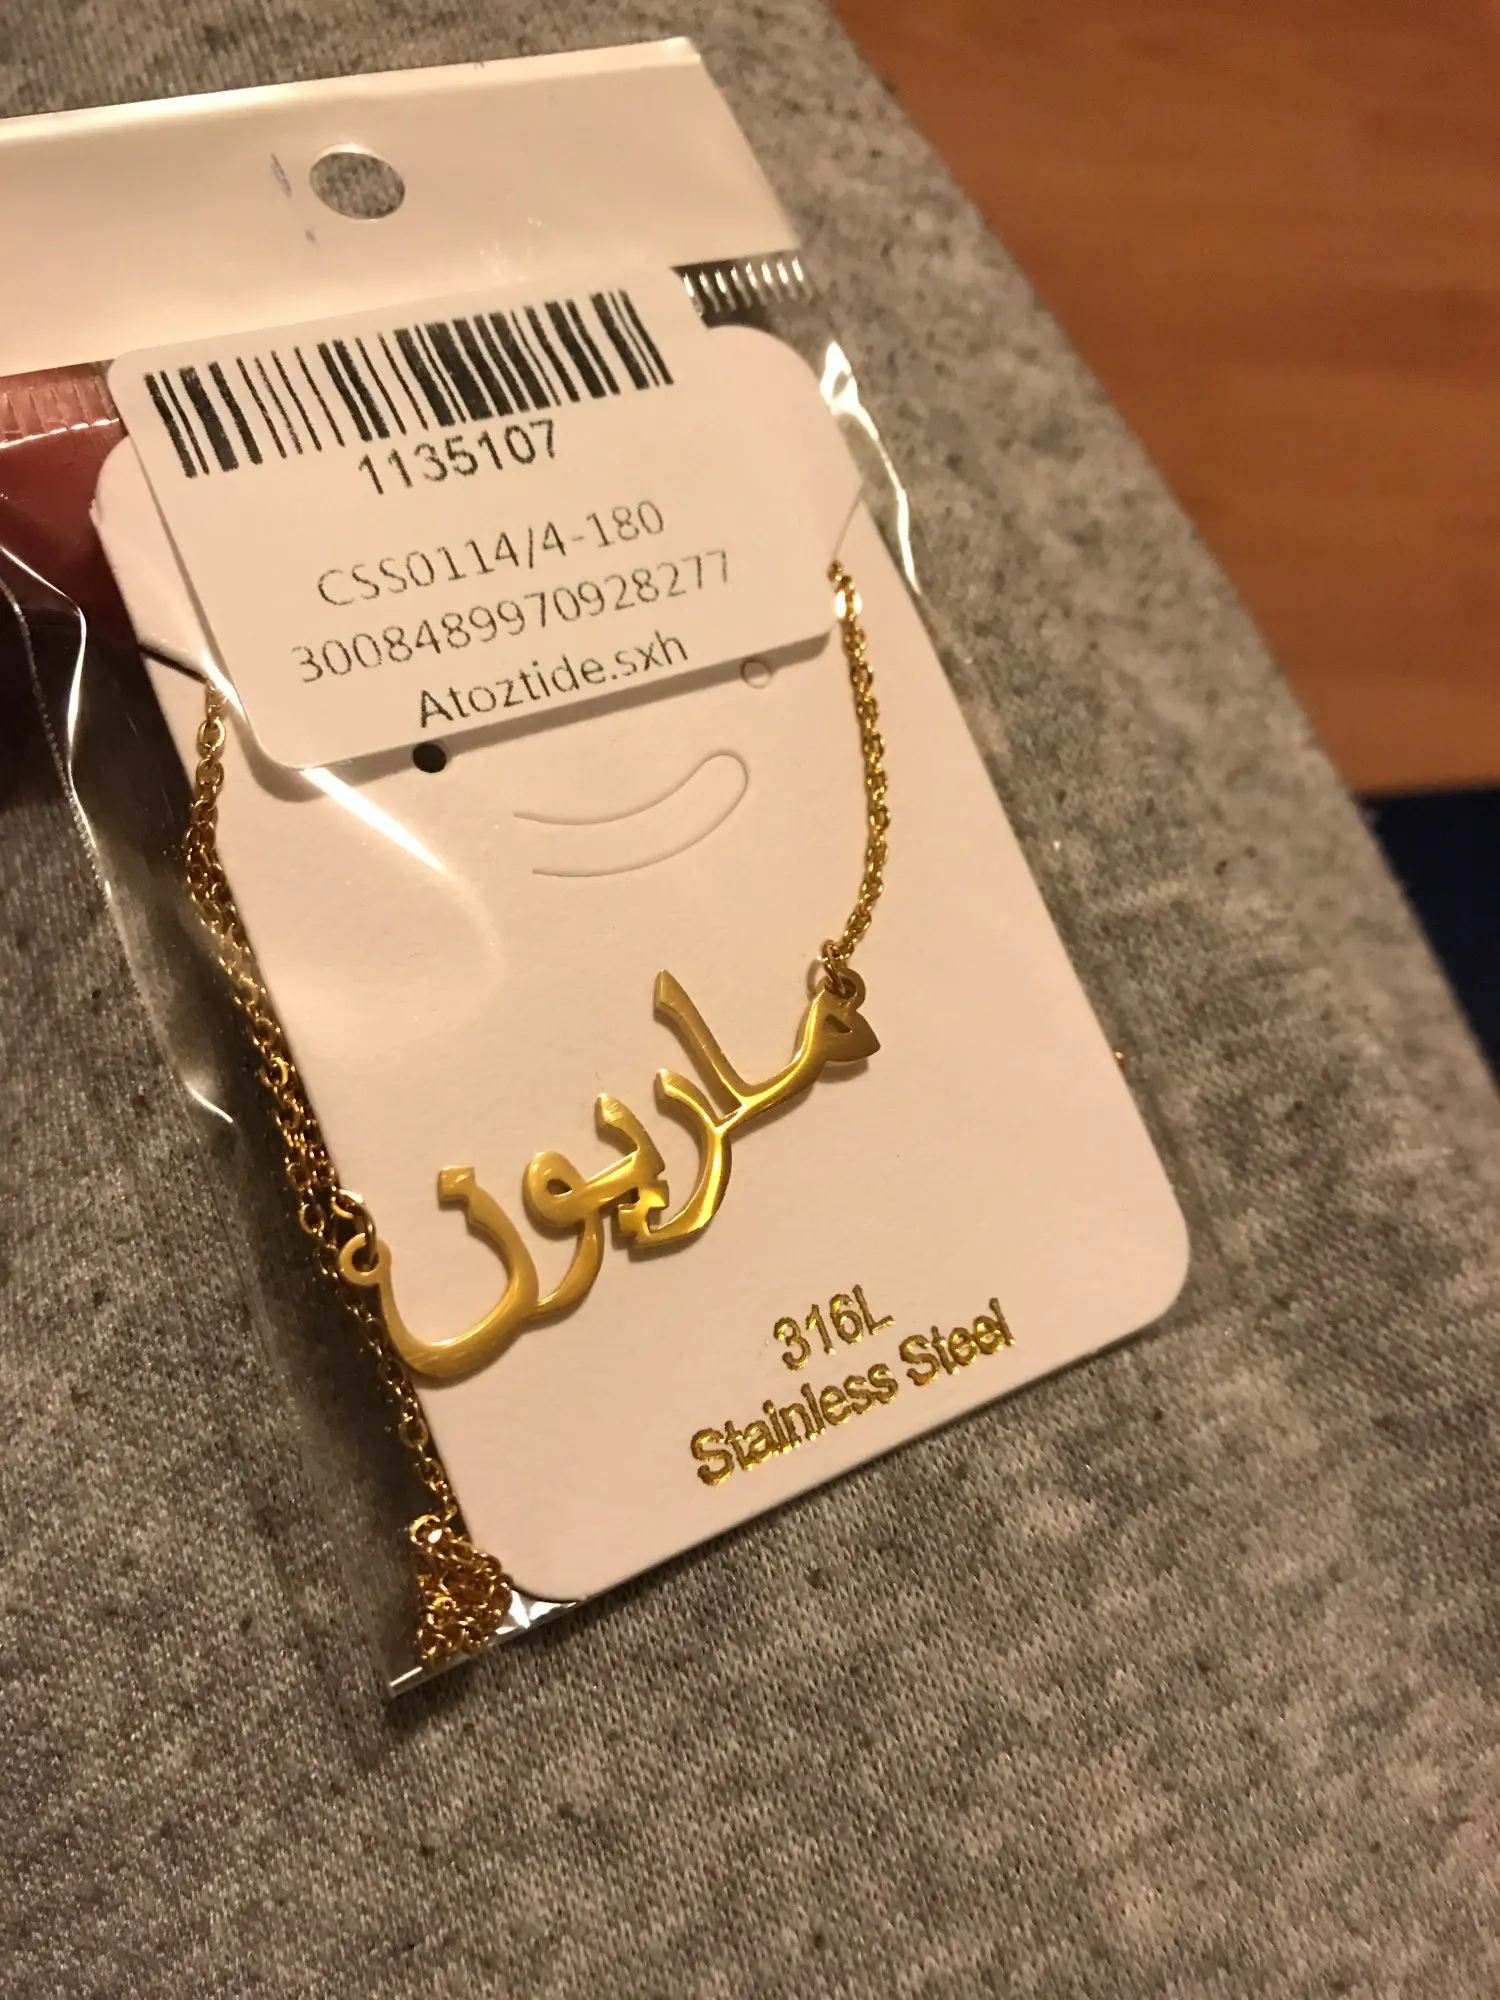 1135107
CSS0114/4-180
3008489970928277
Atoztide.sxh
ماريون
316L
Stainless Steel